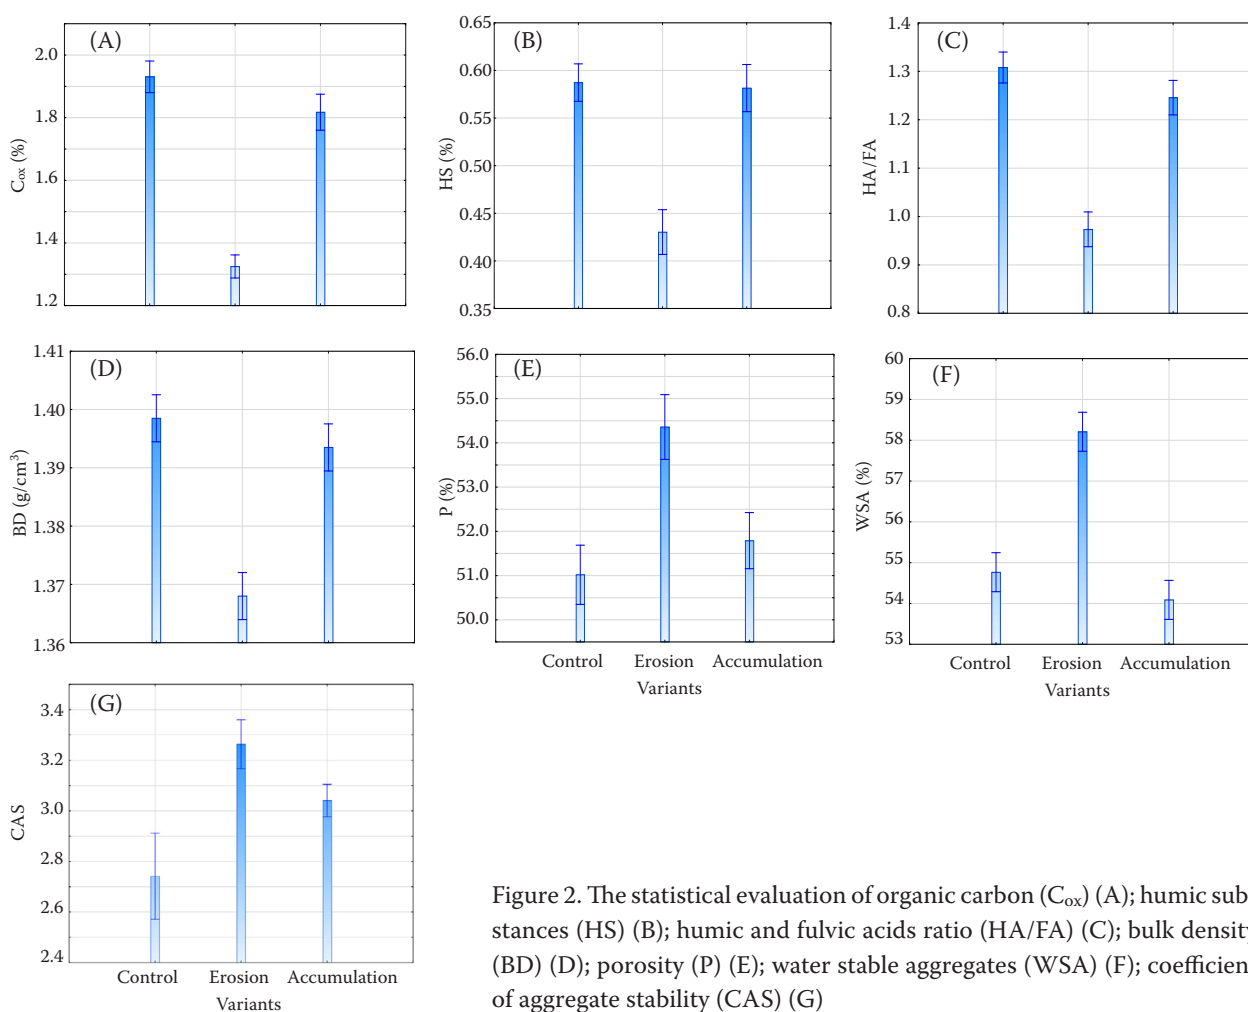 (A)
2.0
1.8
1.6
1.4
1.2
Cox (%)
(B)
0.65
0.60
0.55
0.50
0.45
0.40
0.35
HS (%)
(C)
1.4
1.3
1.2
1.1
1.0
0.9
0.8
HA/FA
(D)
1.41
1.40
1.39
1.38
1.37
1.36
BD (g/cm³)
(E)
56.0
55.0
54.0
53.0
52.0
51.0
50.0
P (%)
Control Erosion Accumulation
Variants
(F)
60
59
58
57
56
55
54
53
WSA (%)
Control Erosion Accumulation
Variants
(G)
3.4
3.2
3.0
2.8
2.6
2.4
CAS
Control Erosion Accumulation
Variants
Figure 2. The statistical evaluation of organic carbon (Cox) (A); humic sub-
stances (HS) (B); humic and fulvic acids ratio (HA/FA) (C); bulk density
(BD) (D); porosity (P) (E); water stable aggregates (WSA) (F); coefficien
of aggregate stability (CAS) (G)